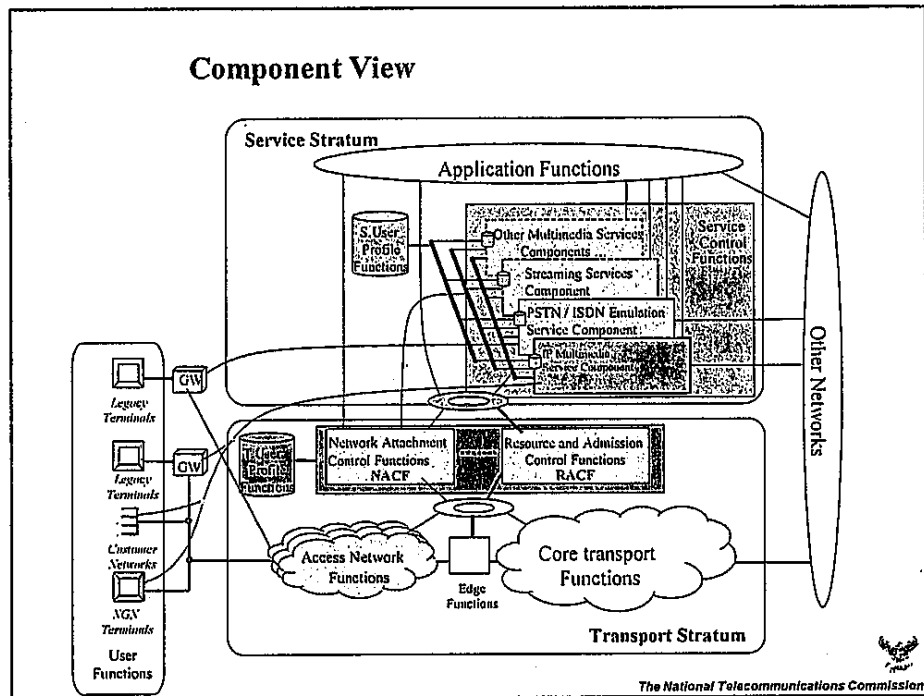 Component View
Service Stratum
Application Functions
S. User
Profile
Functions
Other Multimedia Services
Components
Streaming Services
Component
PSTN / ISDN Emulation
Service Component
IP Multimedia
Service Component
Service
Control
Functions
Other Networks
GW
Legacy
Terminals
GW
Legacy
Terminals
Customer
Networks
NGN
Terminals
User
Functions
T. User
Profile
Functions
Network Attachment
Control Functions
NACF
Resource and Admission
Control Functions
RACF
Access Network
Functions
Edge
Functions
Core transport
Functions
Transport Stratum
The National Telecommunications Commission